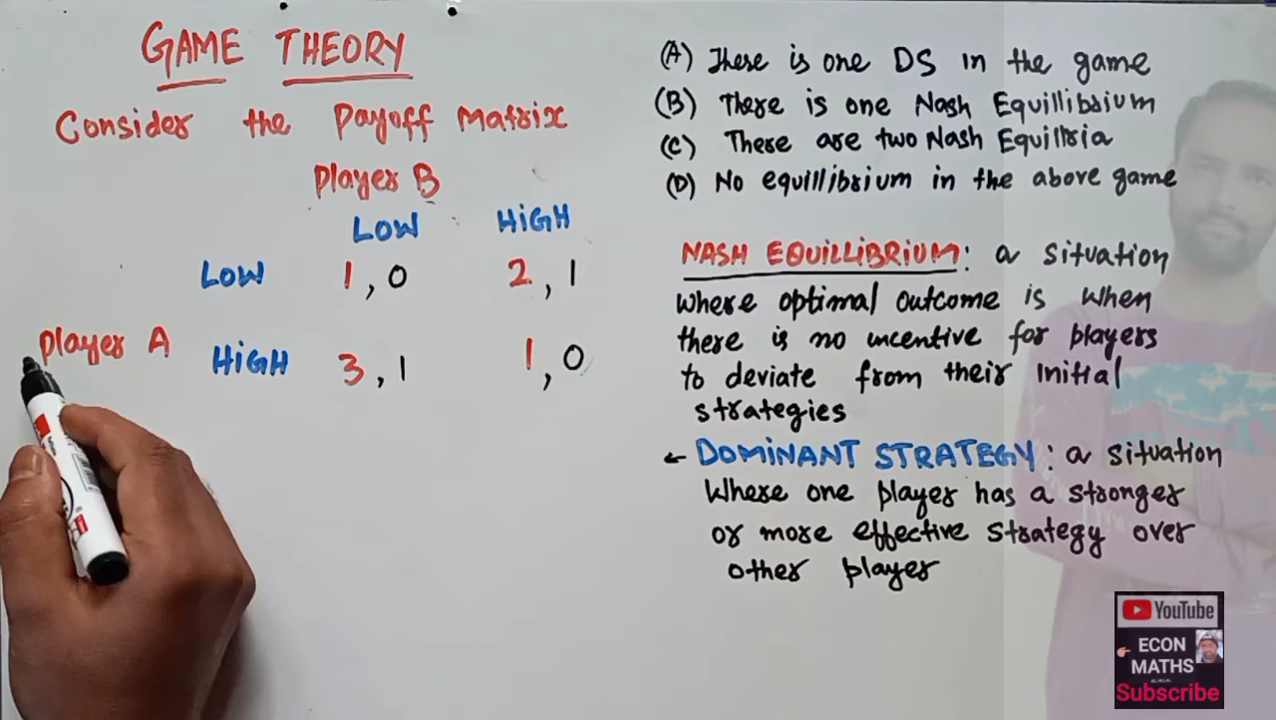 GAME THEORY
Consider the Payoff Matrix
Player B
LOW HiGH
LOW 1, 0 2, 1
Player A HiGH 3, 1 1, 0
(A) There is one DS in the game
(B) There is one Nash Equillibrium
(C) There are two Nash Equilibria
(D) No equillibrium in the above game
NASH EQUiLLiBRiUM: a situation
where optimal outcome is when
there is no incentive for players
to deviate from their initial
strategies
← DOMiNANT STRATEGY: a situation
Where one player has a stronger
or more effective strategy over
other player
YouTube
ECON
MATHS
Subscribe